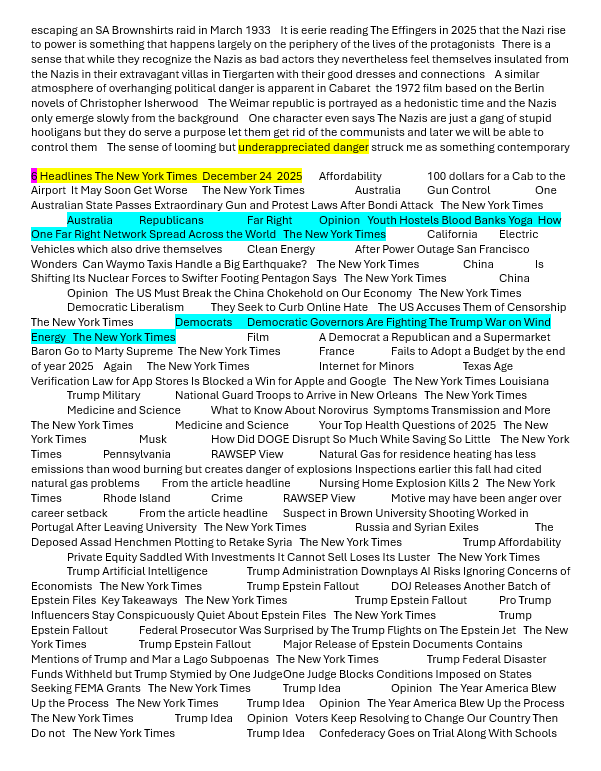 escaping an SA Brownshirts raid in March 1933    It is eerie reading The Effingers in 2025 that the Nazi rise
to power is something that happens largely on the periphery of the lives of the protagonists   There is a
sense that while they recognize the Nazis as bad actors they nevertheless feel themselves insulated from
the Nazis in their extravagant villas in Tiergarten with their good dresses and connections    A similar
atmosphere of overhanging political danger is apparent in Cabaret  the 1972 film based on the Berlin
novels of Christopher Isherwood    The Weimar republic is portrayed as a hedonistic time and the Nazis
only emerge slowly from the background    One character even says The Nazis are just a gang of stupid
hooligans but they do serve a purpose let them get rid of the communists and later we will be able to
control them    The sense of looming but underappreciated danger struck me as something contemporary
6 Headlines The New York Times  December 24  2025    Affordability    100 dollars for a Cab to the
Airport  It May Soon Get Worse    The New York Times    Australia    Gun Control    One
Australian State Passes Extraordinary Gun and Protest Laws After Bondi Attack   The New York Times
Australia    Republicans    Far Right    Opinion   Youth Hostels Blood Banks Yoga  How
One Far Right Network Spread Across the World   The New York Times    California    Electric
Vehicles which also drive themselves    Clean Energy    After Power Outage San Francisco
Wonders  Can Waymo Taxis Handle a Big Earthquake?   The New York Times    China    Is
Shifting Its Nuclear Forces to Swifter Footing Pentagon Says   The New York Times    China
Opinion   The US Must Break the China Chokehold on Our Economy   The New York Times
Democratic Liberalism    They Seek to Curb Online Hate   The US Accuses Them of Censorship
The New York Times    Democrats    Democratic Governors Are Fighting The Trump War on Wind
Energy   The New York Times    Film    A Democrat a Republican and a Supermarket
Baron Go to Marty Supreme  The New York Times    France    Fails to Adopt a Budget by the end
of year 2025   Again    The New York Times    Internet for Minors    Texas Age
Verification Law for App Stores Is Blocked a Win for Apple and Google   The New York Times Louisiana
Trump Military    National Guard Troops to Arrive in New Orleans   The New York Times
Medicine and Science    What to Know About Norovirus  Symptoms Transmission and More
The New York Times    Medicine and Science    Your Top Health Questions of 2025   The New
York Times    Musk    How Did DOGE Disrupt So Much While Saving So Little   The New York
Times    Pennsylvania    RAWSEP View    Natural Gas for residence heating has less
emissions than wood burning but creates danger of explosions Inspections earlier this fall had cited
natural gas problems    From the article headline    Nursing Home Explosion Kills 2   The New York
Times    Rhode Island    Crime    RAWSEP View    Motive may have been anger over
career setback    From the article headline    Suspect in Brown University Shooting Worked in
Portugal After Leaving University   The New York Times    Russia and Syrian Exiles    The
Deposed Assad Henchmen Plotting to Retake Syria   The New York Times    Trump Affordability
Private Equity Saddled With Investments It Cannot Sell Loses Its Luster   The New York Times
Trump Artificial Intelligence    Trump Administration Downplays AI Risks Ignoring Concerns of
Economists   The New York Times    Trump Epstein Fallout    DOJ Releases Another Batch of
Epstein Files  Key Takeaways   The New York Times    Trump Epstein Fallout    Pro Trump
Influencers Stay Conspicuously Quiet About Epstein Files   The New York Times    Trump
Epstein Fallout    Federal Prosecutor Was Surprised by The Trump Flights on The Epstein Jet   The New
York Times    Trump Epstein Fallout    Major Release of Epstein Documents Contains
Mentions of Trump and Mar a Lago Subpoenas   The New York Times    Trump Federal Disaster
Funds Withheld but Trump Stymied by One JudgeOne Judge Blocks Conditions Imposed on States
Seeking FEMA Grants   The New York Times    Trump Idea    Opinion   The Year America Blew
Up the Process   The New York Times    Trump Idea    Opinion   The Year America Blew Up the Process
The New York Times    Trump Idea    Opinion   Voters Keep Resolving to Change Our Country Then
Do not   The New York Times    Trump Idea    Confederacy Goes on Trial Along With Schools